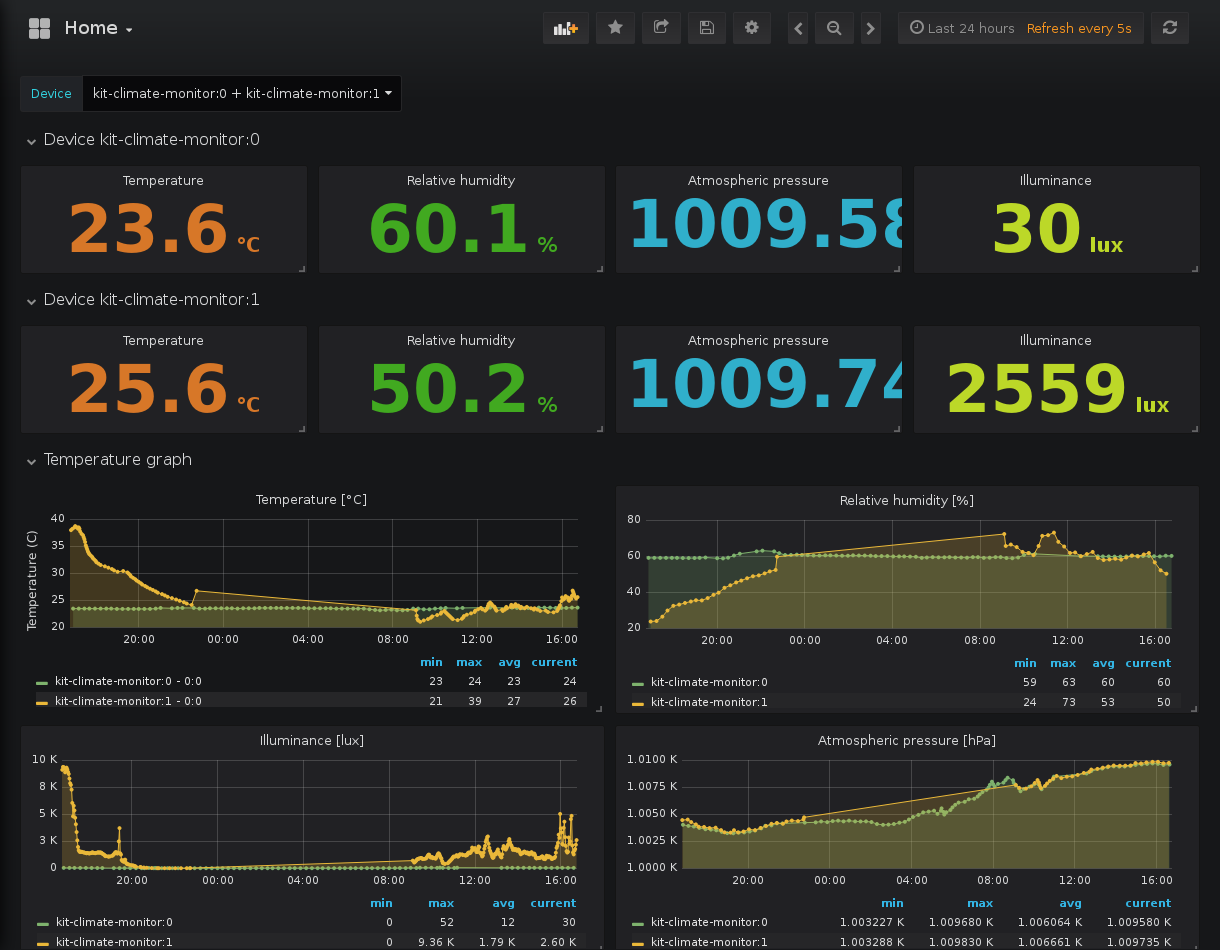 Home
Last 24 hours Refresh every 5s
Device kit-climate-monitor:0 + kit-climate-monitor:1
Device kit-climate-monitor:0
Temperature Relative humidity Atmospheric pressure Illuminance
23.6 °C 60.1 % 1009.58 30 lux
Device kit-climate-monitor:1
Temperature Relative humidity Atmospheric pressure Illuminance
25.6 °C 50.2 % 1009.74 2559 lux
Temperature graph
Temperature [°C]
Temperature (C)
40
35
30
25
20
20:00 00:00 04:00 08:00 12:00 16:00
min max avg current
kit-climate-monitor:0 - 0:0 23 24 23 24
kit-climate-monitor:1 - 0:0 21 39 27 26
Relative humidity [%]
80
60
40
20
20:00 00:00 04:00 08:00 12:00 16:00
min max avg current
kit-climate-monitor:0 59 63 60 60
kit-climate-monitor:1 24 73 53 50
Illuminance [lux]
10 K
8 K
5 K
3 K
0
20:00 00:00 04:00 08:00 12:00 16:00
min max avg current
kit-climate-monitor:0 0 52 12 30
kit-climate-monitor:1 0 9.36 K 1.79 K 2.60 K
Atmospheric pressure [hPa]
1.0100 K
1.0075 K
1.0050 K
1.0025 K
1.0000 K
20:00 00:00 04:00 08:00 12:00 16:00
min max avg current
kit-climate-monitor:0 1.003227 K 1.009680 K 1.006064 K 1.009580 K
kit-climate-monitor:1 1.003288 K 1.009830 K 1.006661 K 1.009735 K